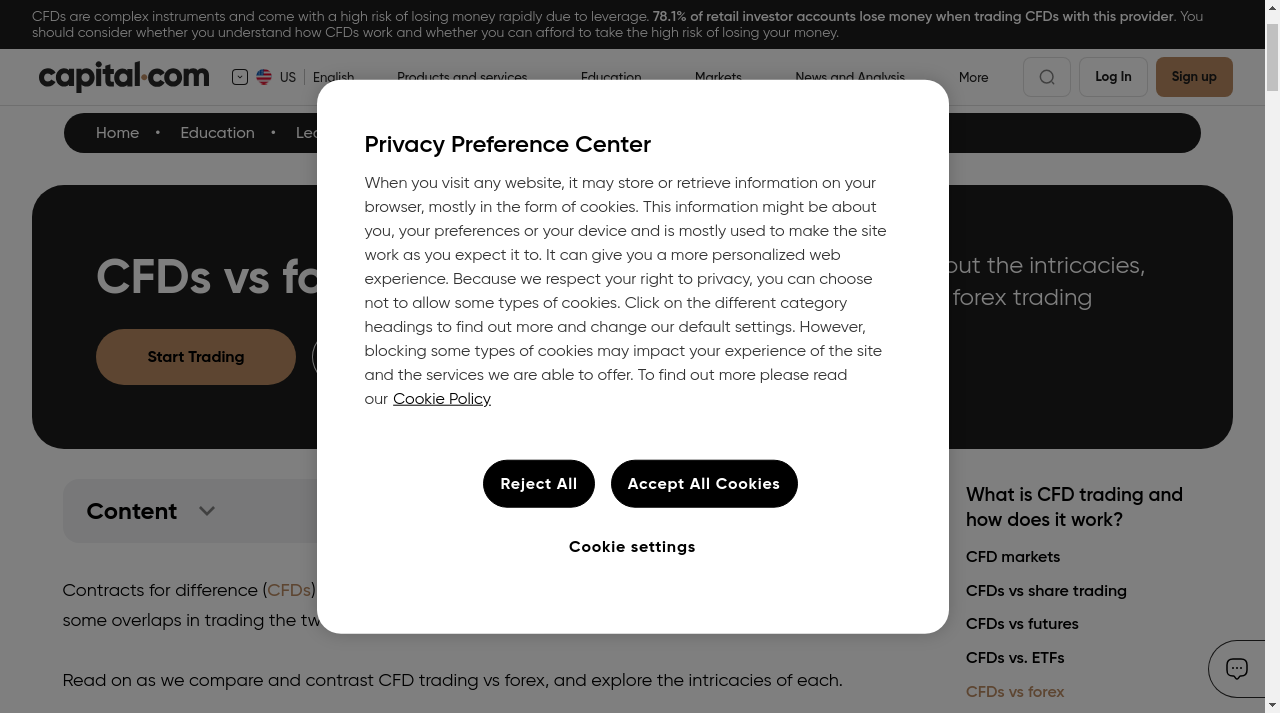 CFDs are complex instruments and come with a high risk of losing money rapidly due to leverage. 78.1% of retail investor accounts lose money when trading CFDs with this provider. You
should consider whether you understand how CFDs work and whether you can afford to take the high risk of losing your money.
capital.com
US
English
Products and services
Education
Markets
News and Analysis
More
Log In
Sign up
Home • Education •
CFDs vs
out the intricacies,
forex trading
Start Trading
Privacy Preference Center
When you visit any website, it may store or retrieve information on your
browser, mostly in the form of cookies. This information might be about
you, your preferences or your device and is mostly used to make the site
work as you expect it to. It can give you a more personalized web
experience. Because we respect your right to privacy, you can choose
not to allow some types of cookies. Click on the different category
headings to find out more and change our default settings. However,
blocking some types of cookies may impact your experience of the site
and the services we are able to offer. To find out more please read
our Cookie Policy
Reject All
Accept All Cookies
Cookie settings
Content
Contracts for difference (CFDs)
some overlaps in trading the
Read on as we compare and contrast CFD trading vs forex, and explore the intricacies of each.
What is CFD trading and
how does it work?
CFD markets
CFDs vs share trading
CFDs vs futures
CFDs vs. ETFs
CFDs vs forex